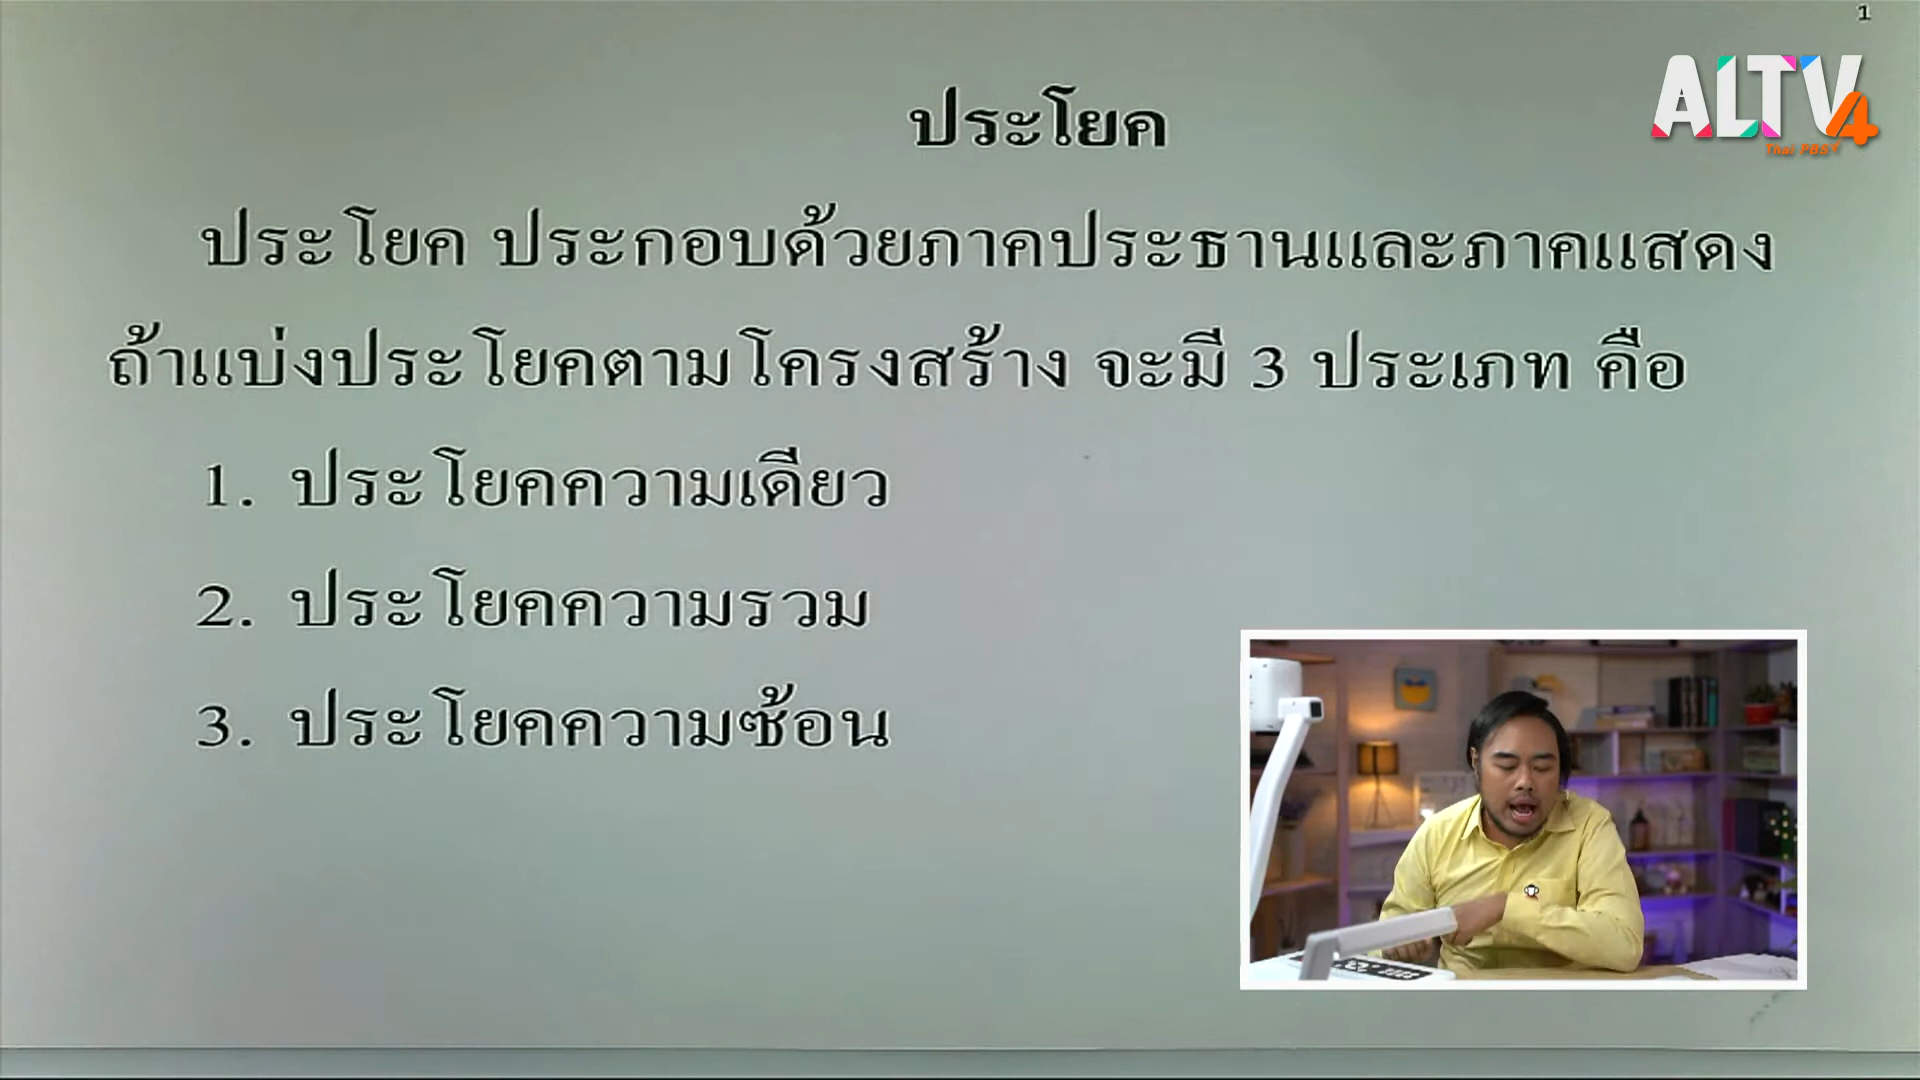 1
ALTV4
Thai PBS
ประโยค
ประโยค ประกอบด้วยภาคประธานและภาคแสดง
ถ้าแบ่งประโยคตามโครงสร้าง จะมี 3 ประเภท คือ
1. ประโยคความเดียว
2. ประโยคความรวม
3. ประโยคความซ้อน